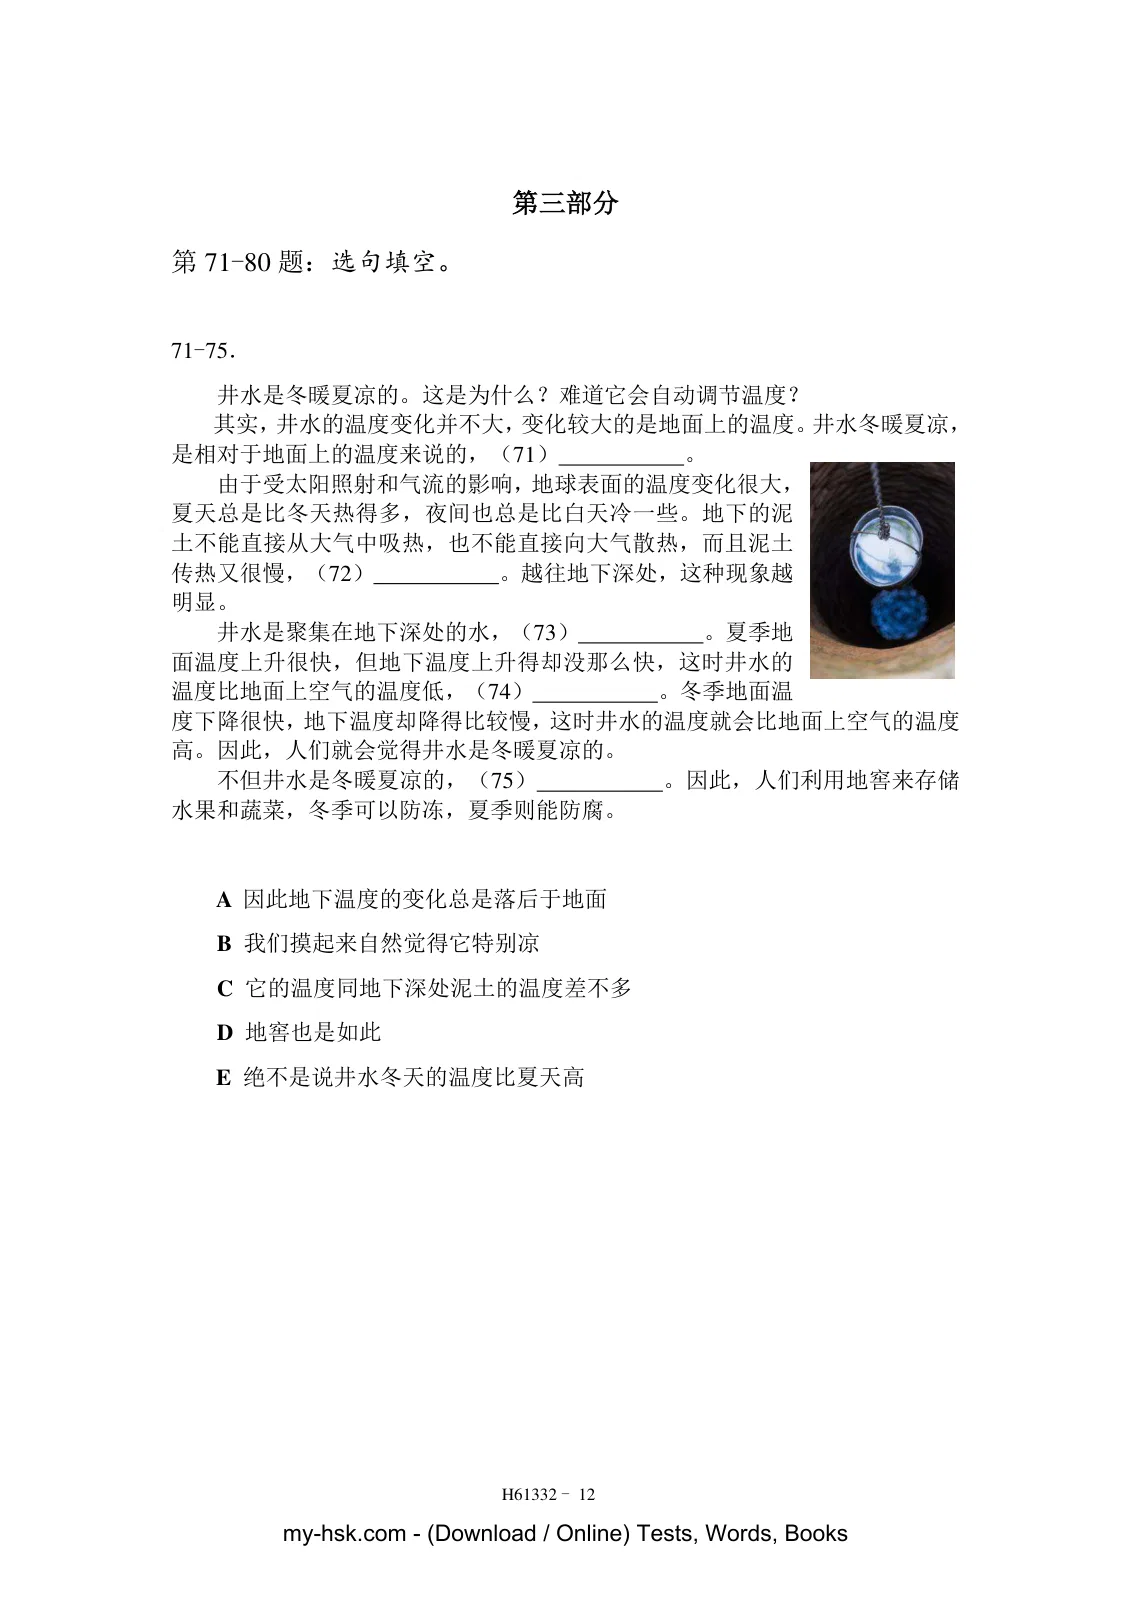 第三部分
第 71-80 题：选句填空。
71-75．
井水是冬暖夏凉的。这是为什么？难道它会自动调节温度？
其实，井水的温度变化并不大，变化较大的是地面上的温度。井水冬暖夏凉，
是相对于地面上的温度来说的，（71）___________。
由于受太阳照射和气流的影响，地球表面的温度变化很大，
夏天总是比冬天热得多，夜间也总是比白天冷一些。地下的泥
土不能直接从大气中吸热，也不能直接向大气散热，而且泥土
传热又很慢，（72）___________。越往地下深处，这种现象越
明显。
井水是聚集在地下深处的水，（73）___________。夏季地
面温度上升很快，但地下温度上升得却没那么快，这时井水的
温度比地面上空气的温度低，（74）___________。冬季地面温
度下降很快，地下温度却降得比较慢，这时井水的温度就会比地面上空气的温度
高。因此，人们就会觉得井水是冬暖夏凉的。
不但井水是冬暖夏凉的，（75）___________。因此，人们利用地窖来存储
水果和蔬菜，冬季可以防冻，夏季则能防腐。
A 因此地下温度的变化总是落后于地面
B 我们摸起来自然觉得它特别凉
C 它的温度同地下深处泥土的温度差不多
D 地窖也是如此
E 绝不是说井水冬天的温度比夏天高
H61332 - 12
my-hsk.com - (Download / Online) Tests, Words, Books